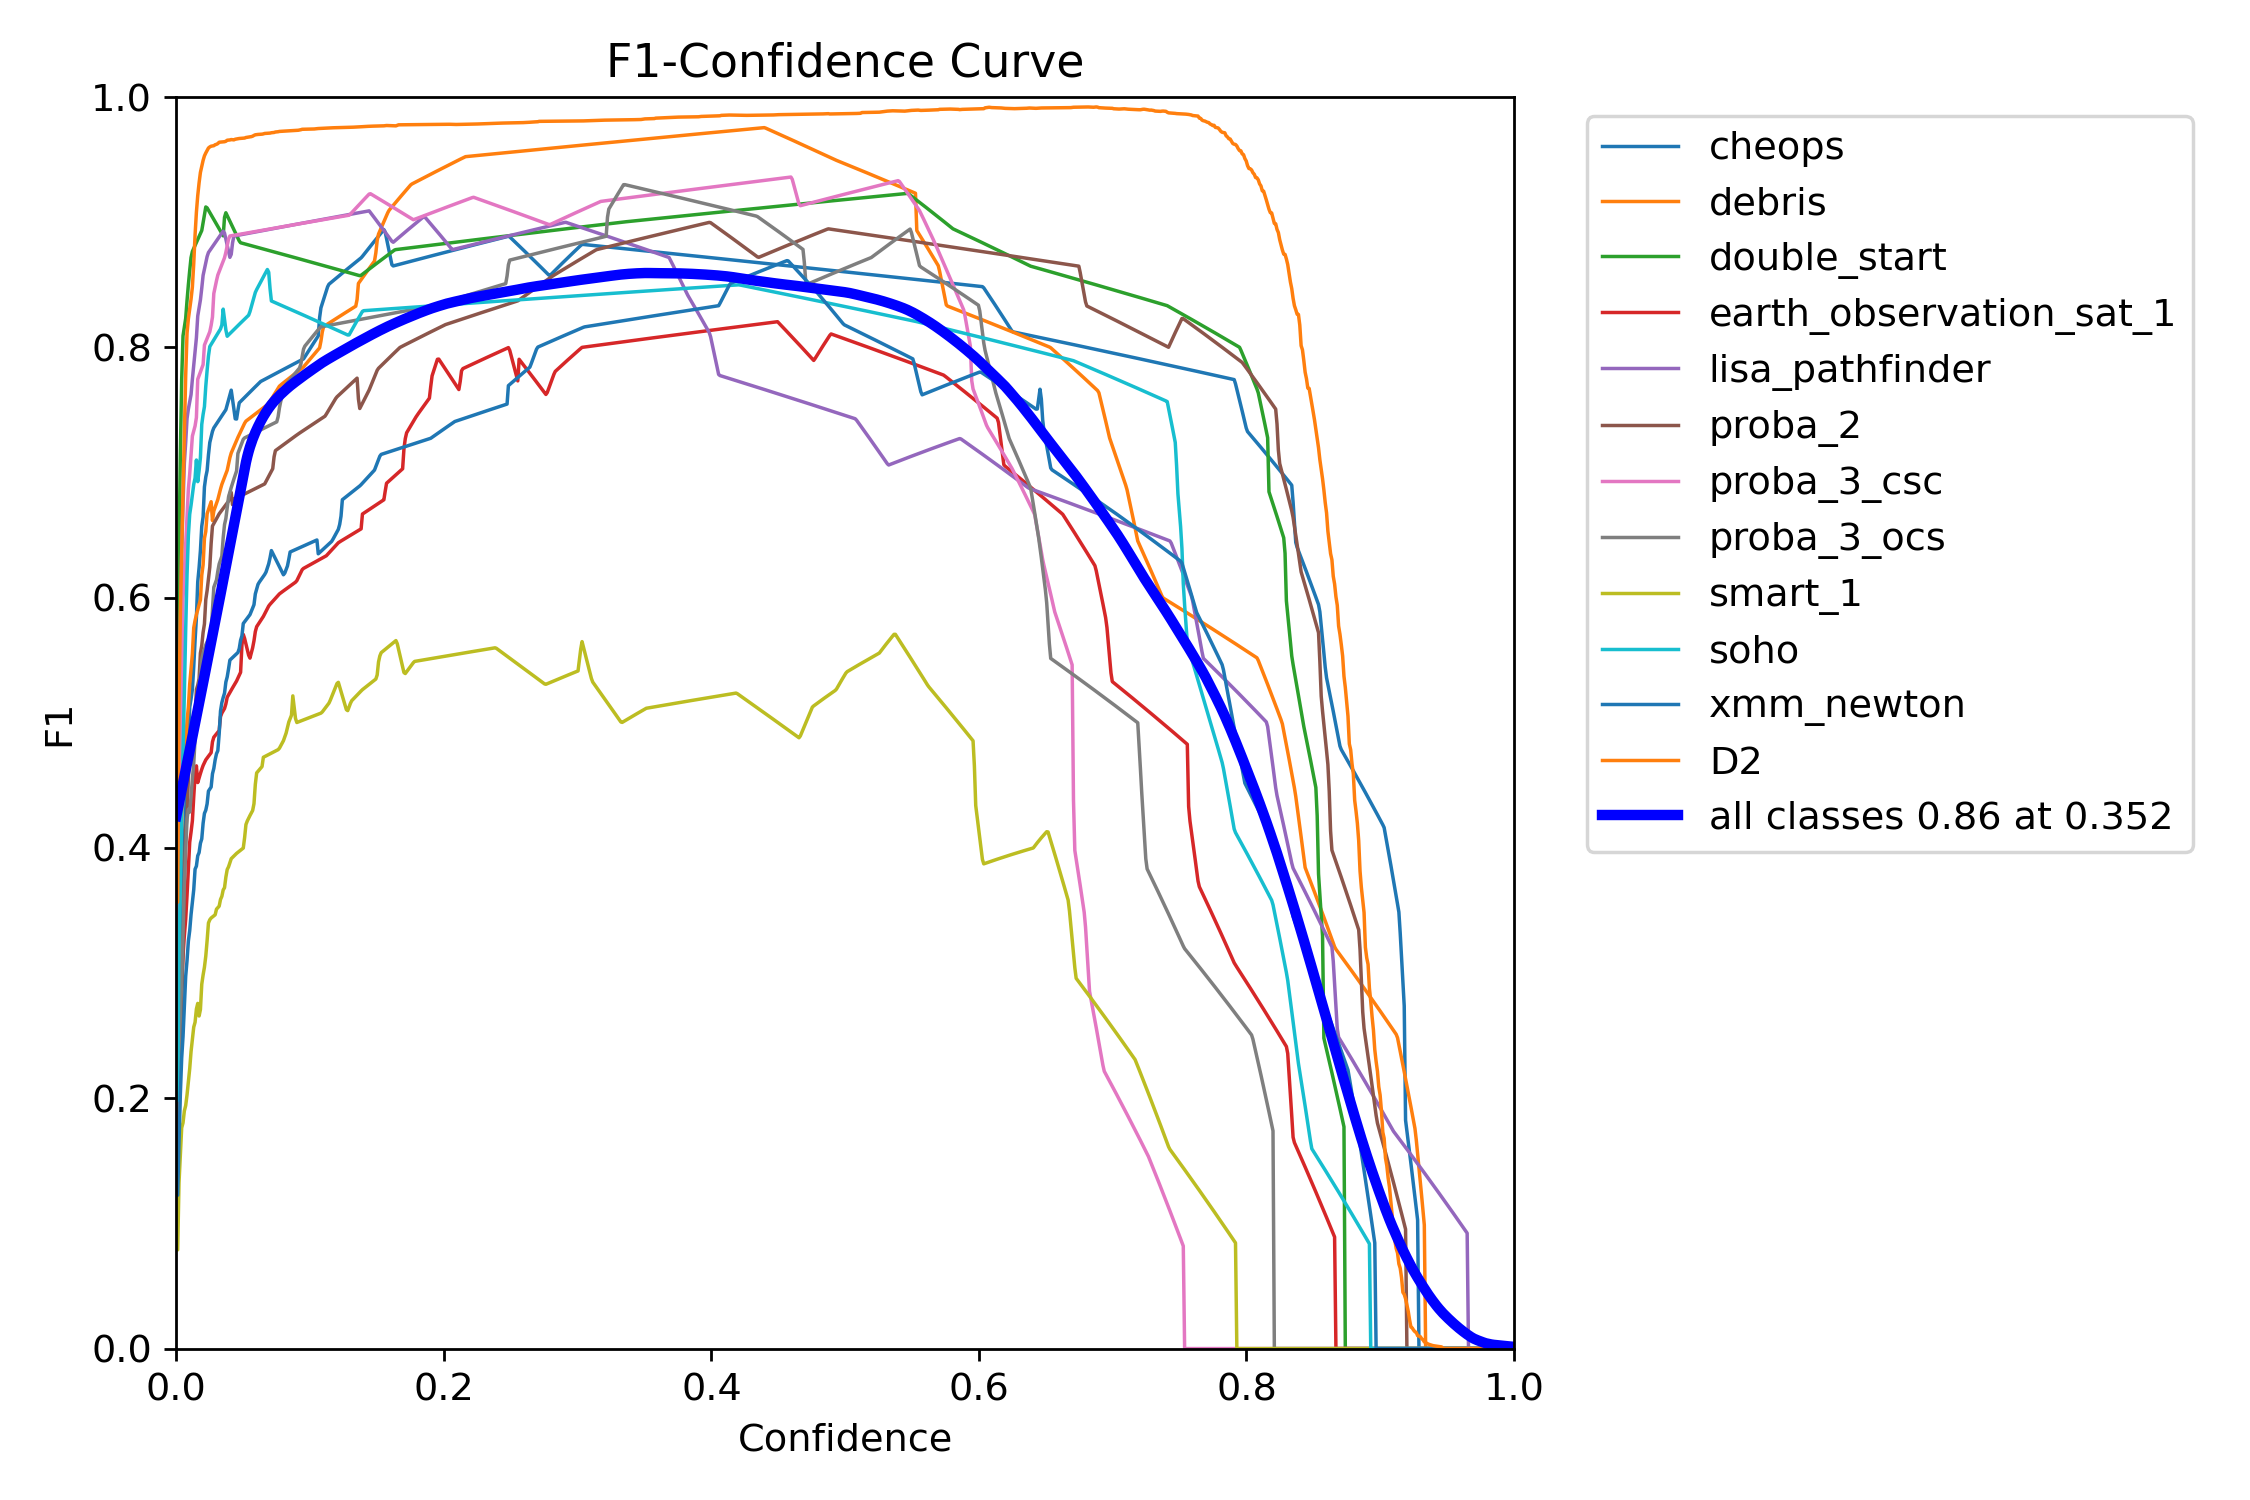 F1-Confidence Curve
1.0
0.8
0.6
0.4
0.2
0.0
F1
0.0 0.2 0.4 0.6 0.8 1.0
Confidence
cheops
debris
double_start
earth_observation_sat_1
lisa_pathfinder
proba_2
proba_3_csc
proba_3_ocs
smart_1
soho
xmm_newton
D2
all classes 0.86 at 0.352